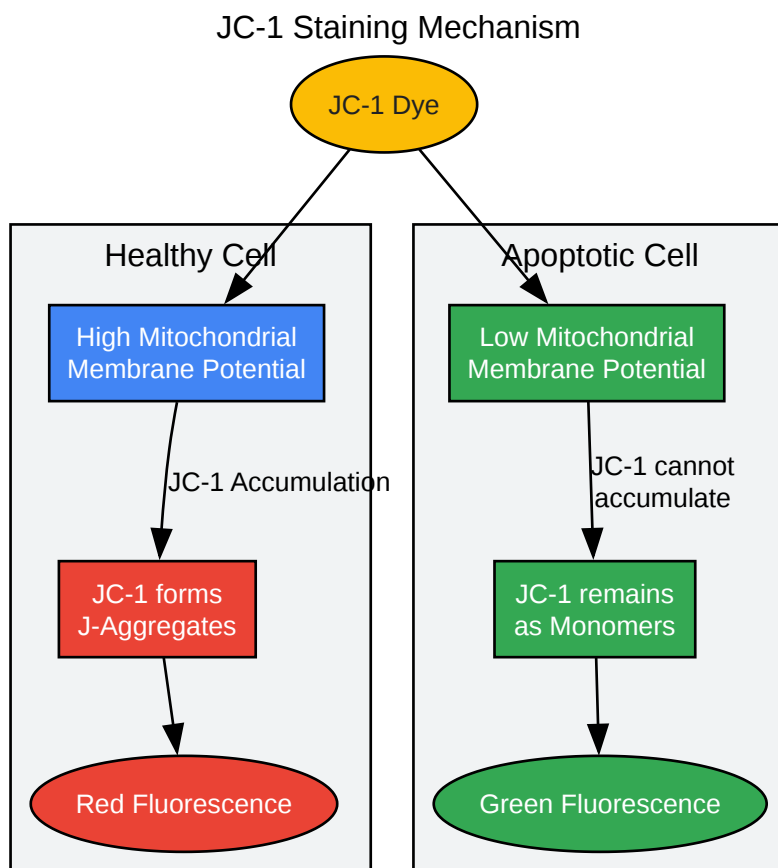 JC-1 Staining Mechanism
JC-1 Dye
Healthy Cell
High Mitochondrial
Membrane Potential
JC-1 Accumulation
JC-1 forms
J-Aggregates
Red Fluorescence
Apoptotic Cell
Low Mitochondrial
Membrane Potential
JC-1 cannot
accumulate
JC-1 remains
as Monomers
Green Fluorescence